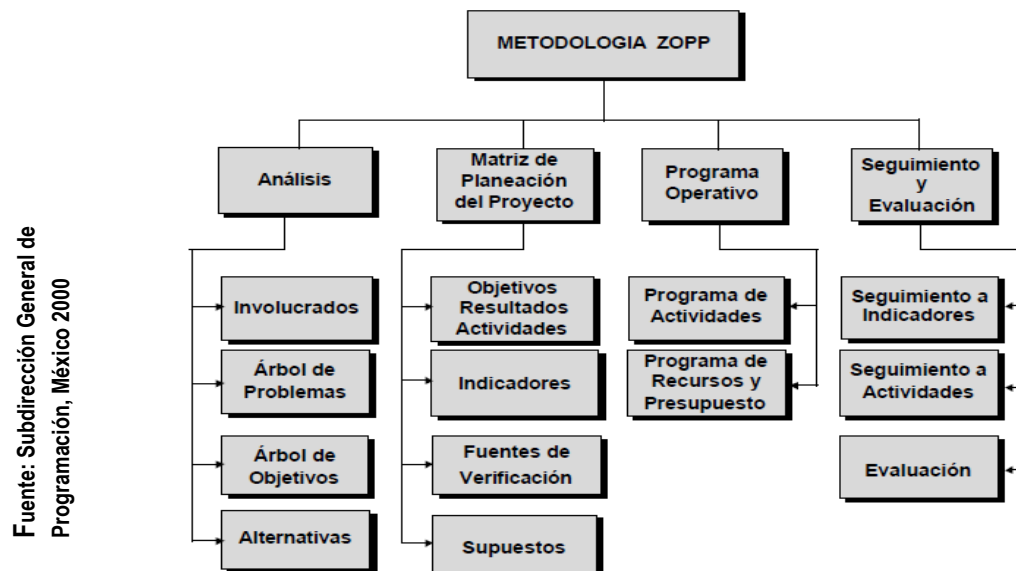 METODOLOGIA ZOPP
Análisis
Matriz de
Planeación
del Proyecto
Programa
Operativo
Seguimiento
y
Evaluación
Involucrados
Árbol de
Problemas
Árbol de
Objetivos
Alternativas
Objetivos
Resultados
Actividades
Indicadores
Fuentes de
Verificación
Supuestos
Programa de
Actividades
Programa de
Recursos y
Presupuesto
Seguimiento a
Indicadores
Seguimiento a
Actividades
Evaluación
Fuente: Subdirección General de
Programación, México 2000